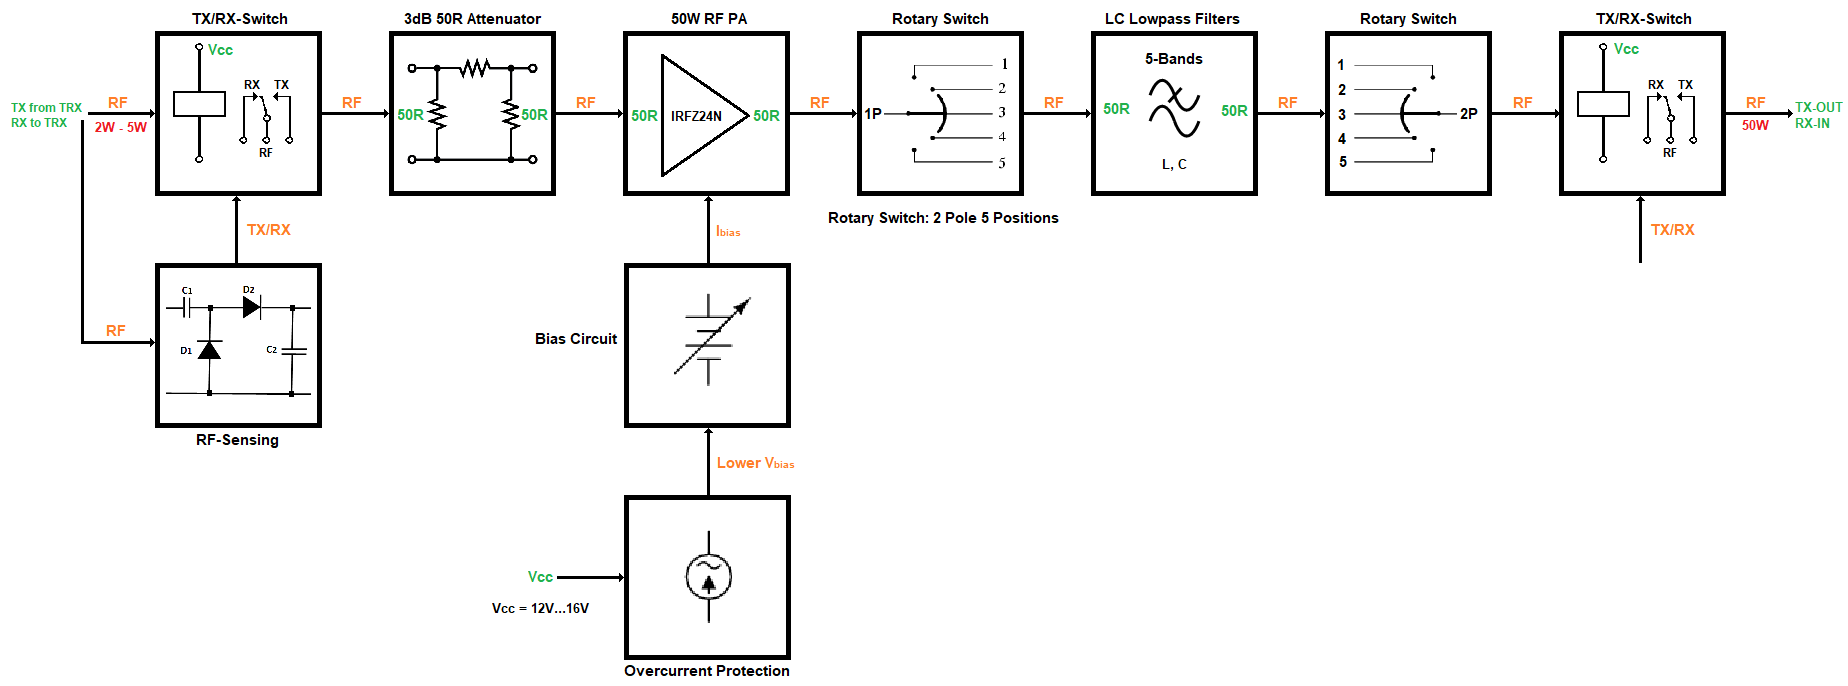 TX/RX-Switch
3dB 50R Attenuator
50W RF PA
Rotary Switch
LC Lowpass Filters
Rotary Switch
TX/RX-Switch
Vcc
RX TX
RF
TX from TRX
RX to TRX
RF
2W - 5W
RF
50R
50R
RF
50R
IRFZ24N
50R
RF
1P
1
2
3
4
5
RF
5-Bands
50R
50R
L, C
RF
1
2
3
4
5
2P
RF
Vcc
RX TX
RF
RF
50W
TX-OUT
RX-IN
Rotary Switch: 2 Pole 5 Positions
TX/RX
Ibias
TX/RX
RF
C1
D2
D1
C2
RF-Sensing
Bias Circuit
Lower Vbias
Vcc
Vcc = 12V...16V
Overcurrent Protection